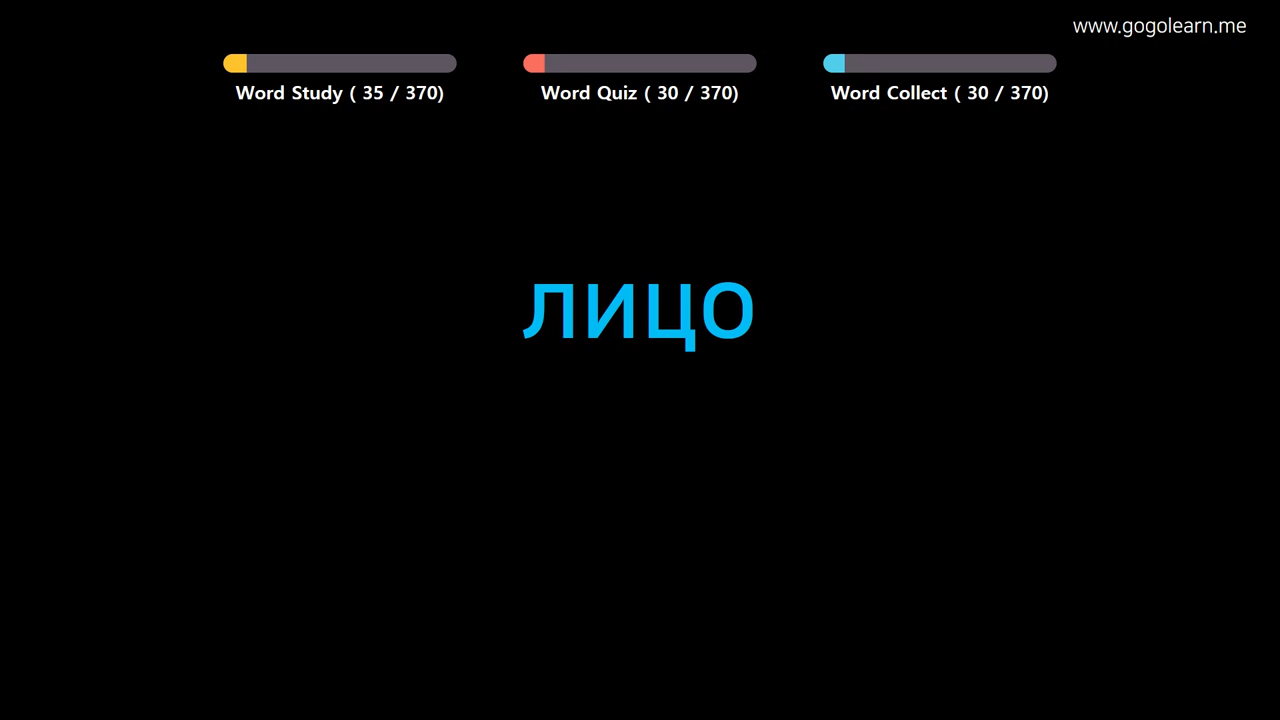 www.gogolearn.me
Word Study ( 35 / 370)
Word Quiz ( 30 / 370)
Word Collect ( 30 / 370)
лицо